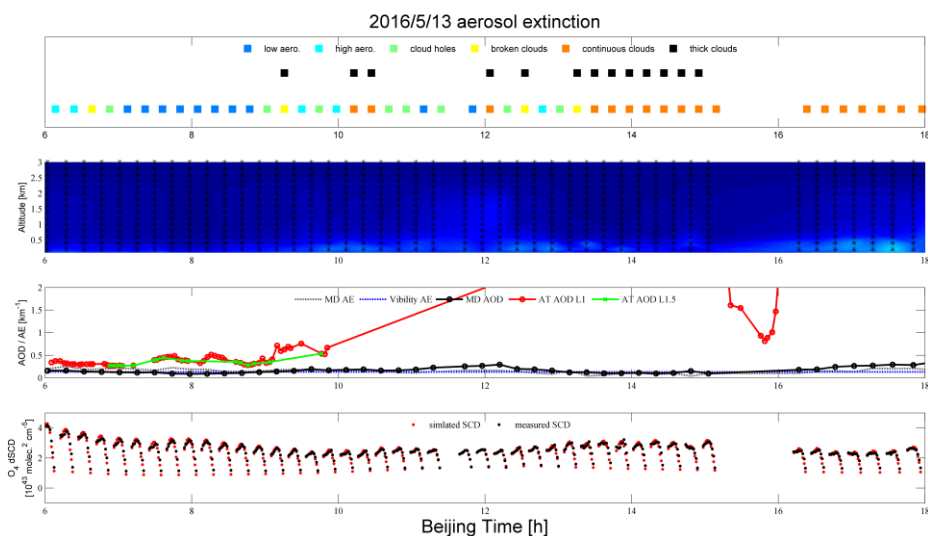 2016/5/13 aerosol extinction
low aero. high aero. cloud holes broken clouds continuous clouds thick clouds
6 8 10 12 14 16 18
Altitude [km]
3
2
1
0.5
6 8 10 12 14 16 18
AOD / AE [km⁻¹]
MD AE Vibility AE MD AOD AT AOD L1 AT AOD L1.5
2
1.5
1
0.5
0
6 8 10 12 14 16 18
O₄ dSCD
[10⁴³ molec.² cm⁻⁵]
simlated SCD measured SCD
4
2
0
6 8 10 12 14 16 18
Beijing Time [h]